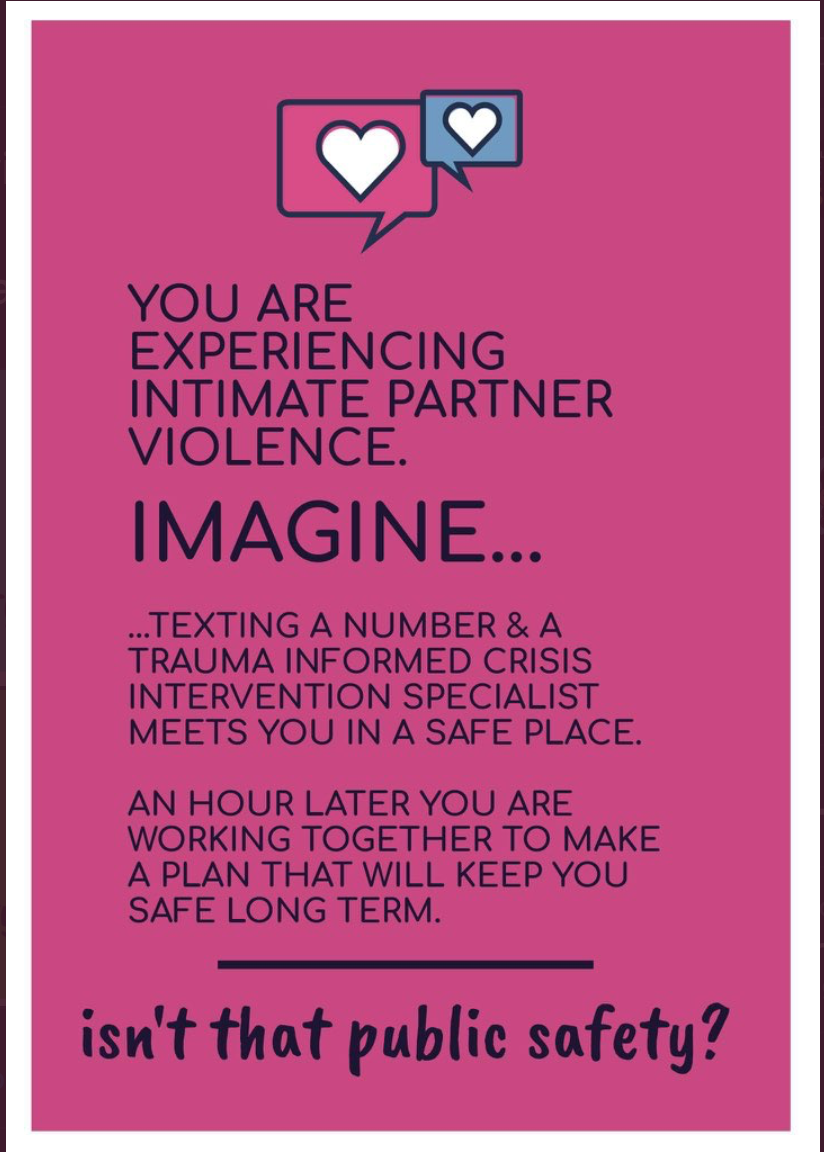 YOU ARE
EXPERIENCING
INTIMATE PARTNER
VIOLENCE.
IMAGINE...
...TEXTING A NUMBER & A
TRAUMA INFORMED CRISIS
INTERVENTION SPECIALIST
MEETS YOU IN A SAFE PLACE.
AN HOUR LATER YOU ARE
WORKING TOGETHER TO MAKE
A PLAN THAT WILL KEEP YOU
SAFE LONG TERM.
isn't that public safety?